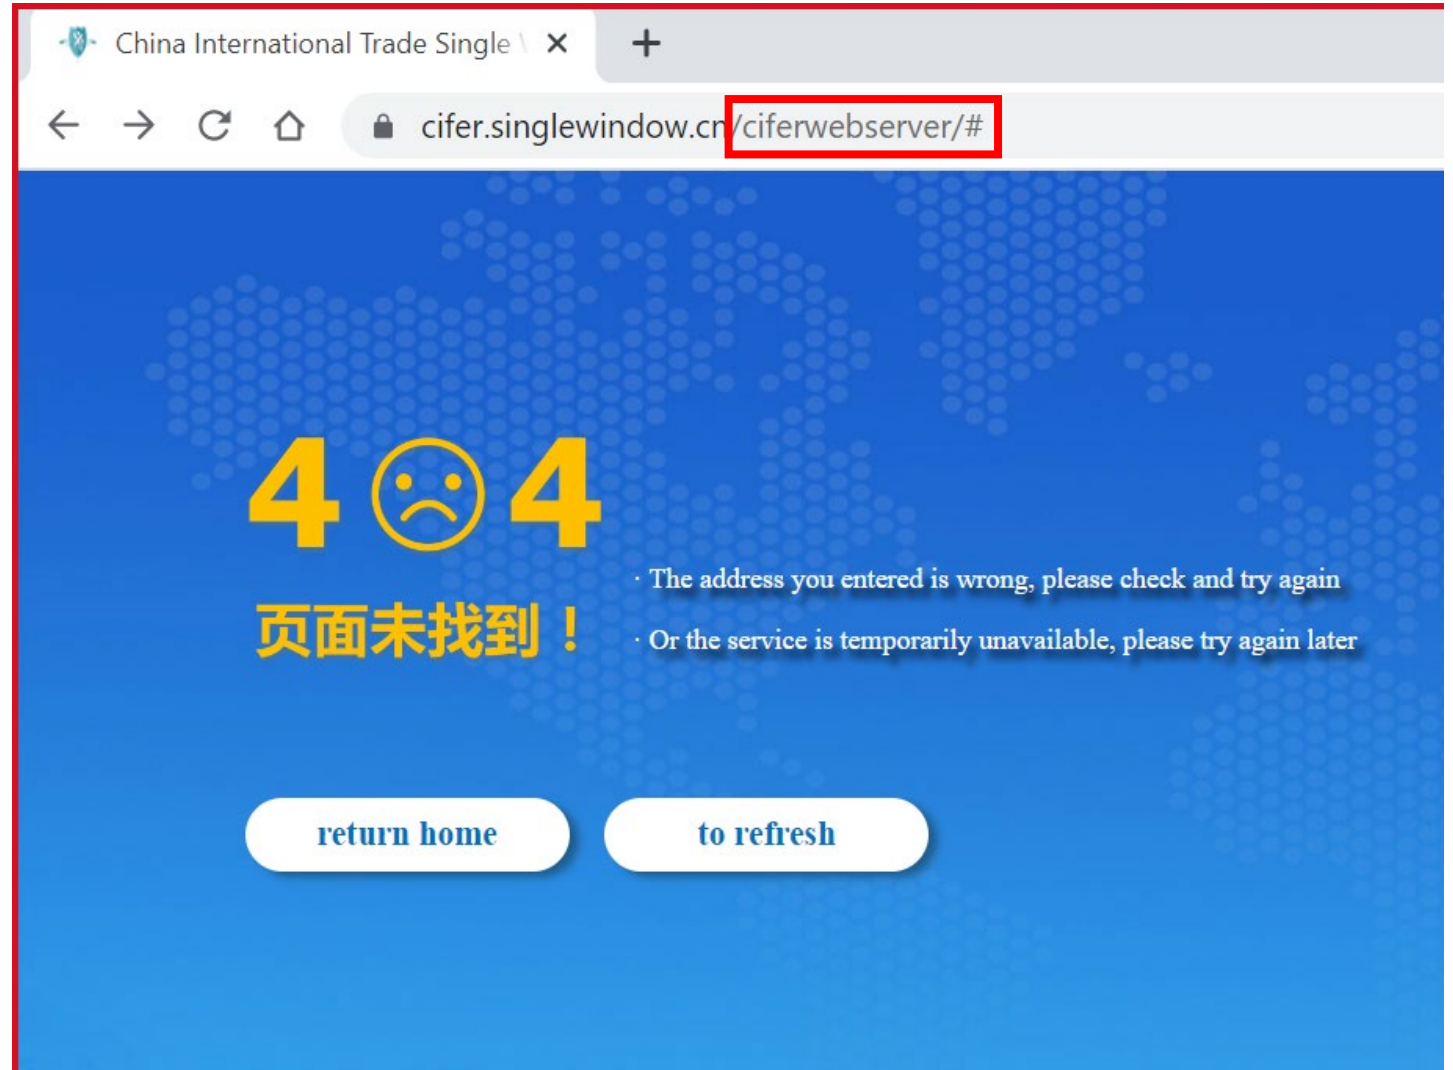 China International Trade Single
cifer.singlewindow.cn/ciferwebserver/#
4 4
页面未找到！
· The address you entered is wrong, please check and try again
· Or the service is temporarily unavailable, please try again later
return home
to refresh